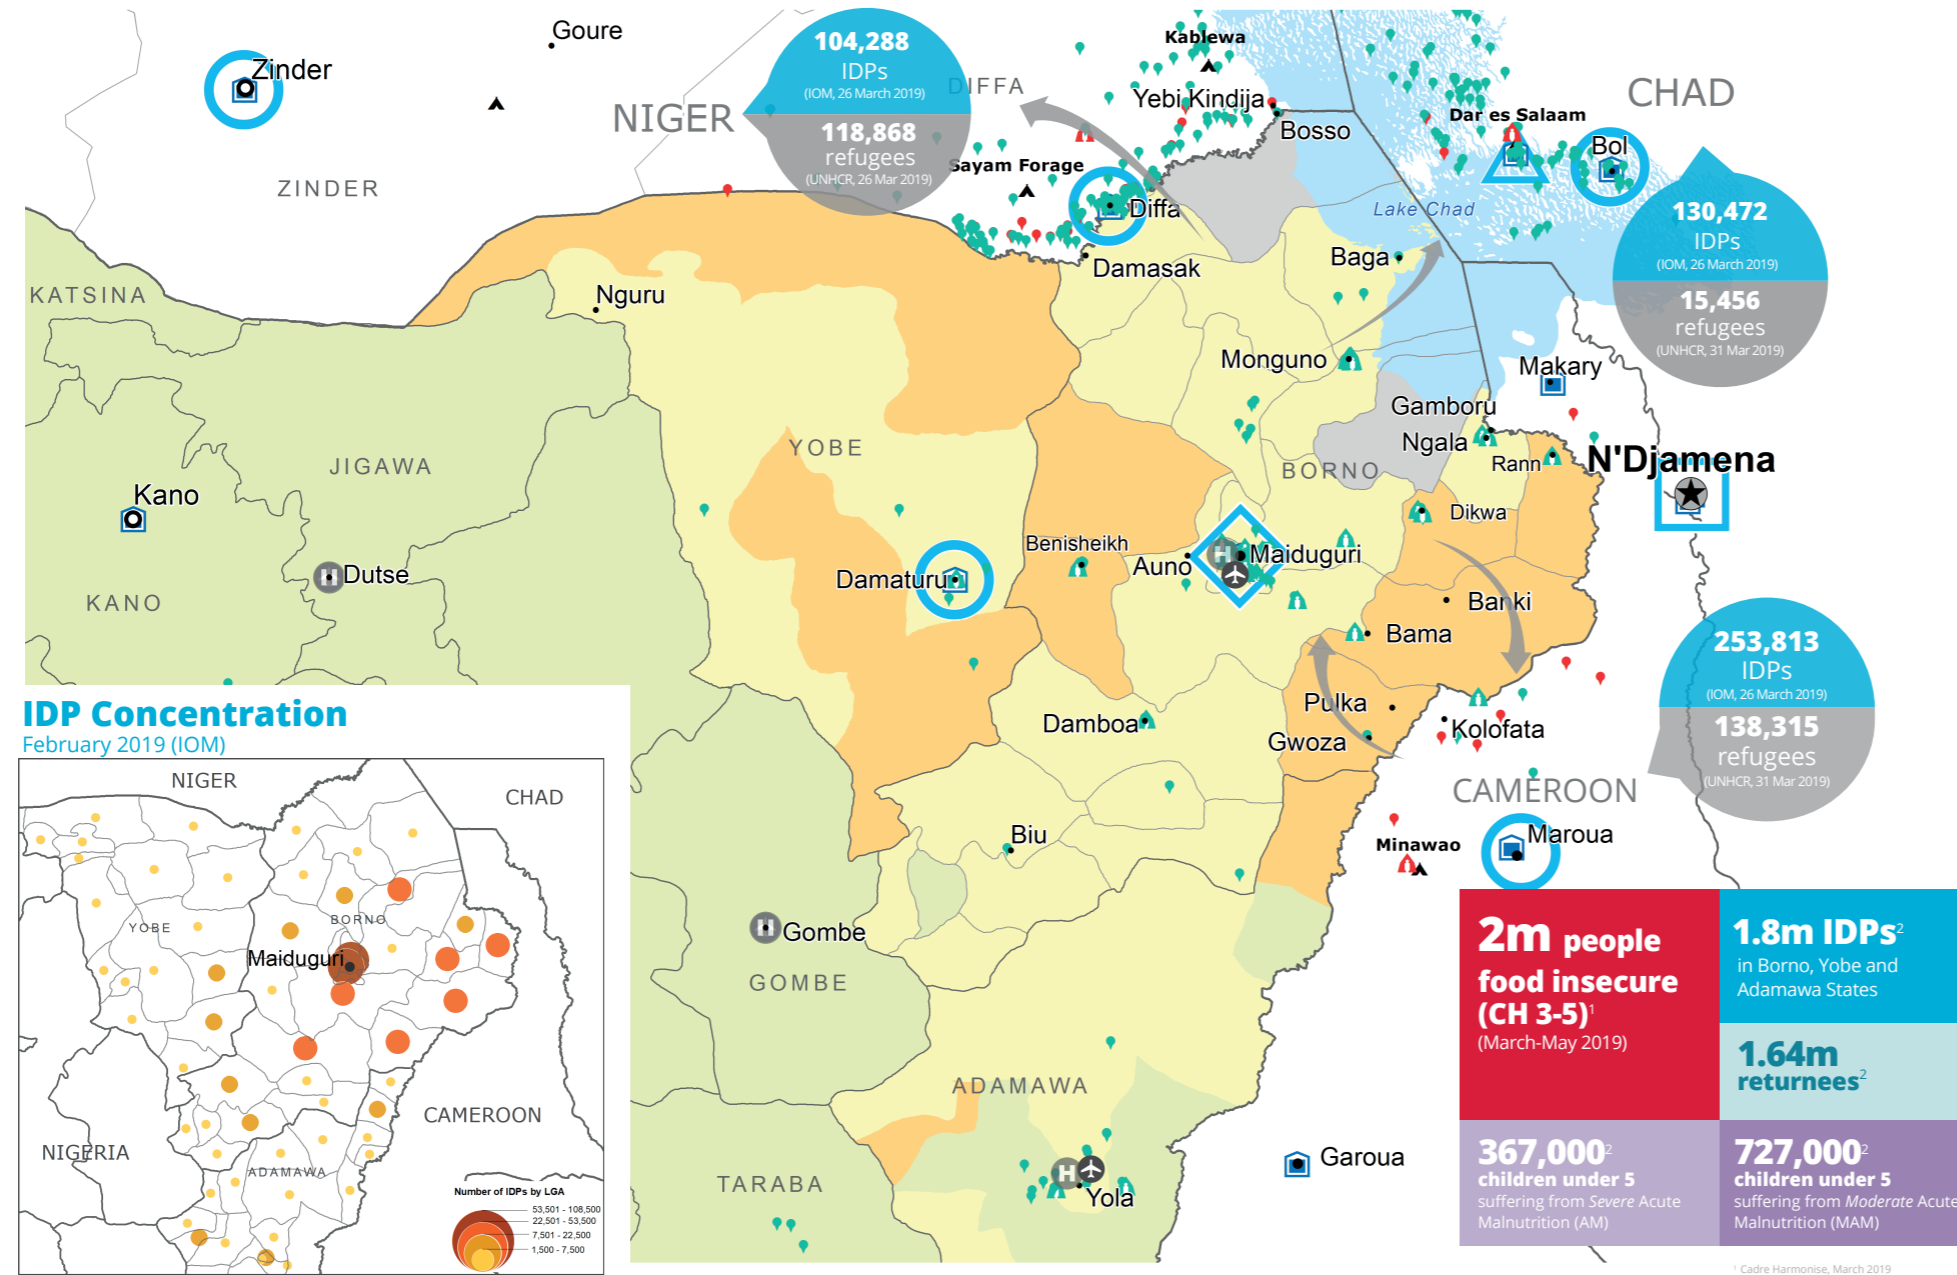 Goure
Zinder
NIGER
104,288
IDPs
(IOM, 26 March 2019)
118,868
refugees
(UNHCR, 26 Mar 2019)
DIFFA
Kablewa
Yebi Kindija
Bosso
Sayam Forage
Diffa
CHAD
Dar es Salaam
Bol
Lake Chad
130,472
IDPs
(IOM, 26 March 2019)
15,456
refugees
(UNHCR, 31 Mar 2019)
ZINDER
KATSINA
Nguru
Damasak
Baga
Monguno
Makary
Gamboru
Ngala
Rann
N'Djamena
YOBE
BORNO
JIGAWA
Kano
Dikwa
Benisheikh
H
Maiduguri
Auno
Damaturu
H
Dutse
KANO
Banki
Bama
253,813
IDPs
(IOM, 26 March 2019)
138,315
refugees
(UNHCR, 31 Mar 2019)
Pulka
Damboa
Gwoza
Kolofata
CAMEROON
Biu
Minawao
Maroua
H
Gombe
GOMBE
ADAMAWA
H
Yola
TARABA
Garoua
IDP Concentration
February 2019 (IOM)
NIGER
CHAD
YOBE
BORNO
Maiduguri
CAMEROON
NIGERIA
ADAMAWA
Number of IDPs by LGA
53,501 - 108,500
22,501 - 53,500
7,501 - 22,500
1,500 - 7,500
2m people
food insecure
(CH 3-5)1
(March-May 2019)
1.8m IDPs2
in Borno, Yobe and
Adamawa States
1.64m
returnees2
367,0002
children under 5
suffering from Severe Acute
Malnutrition (AM)
727,0002
children under 5
suffering from Moderate Acute
Malnutrition (MAM)
1 Cadre Harmonise, March 2019